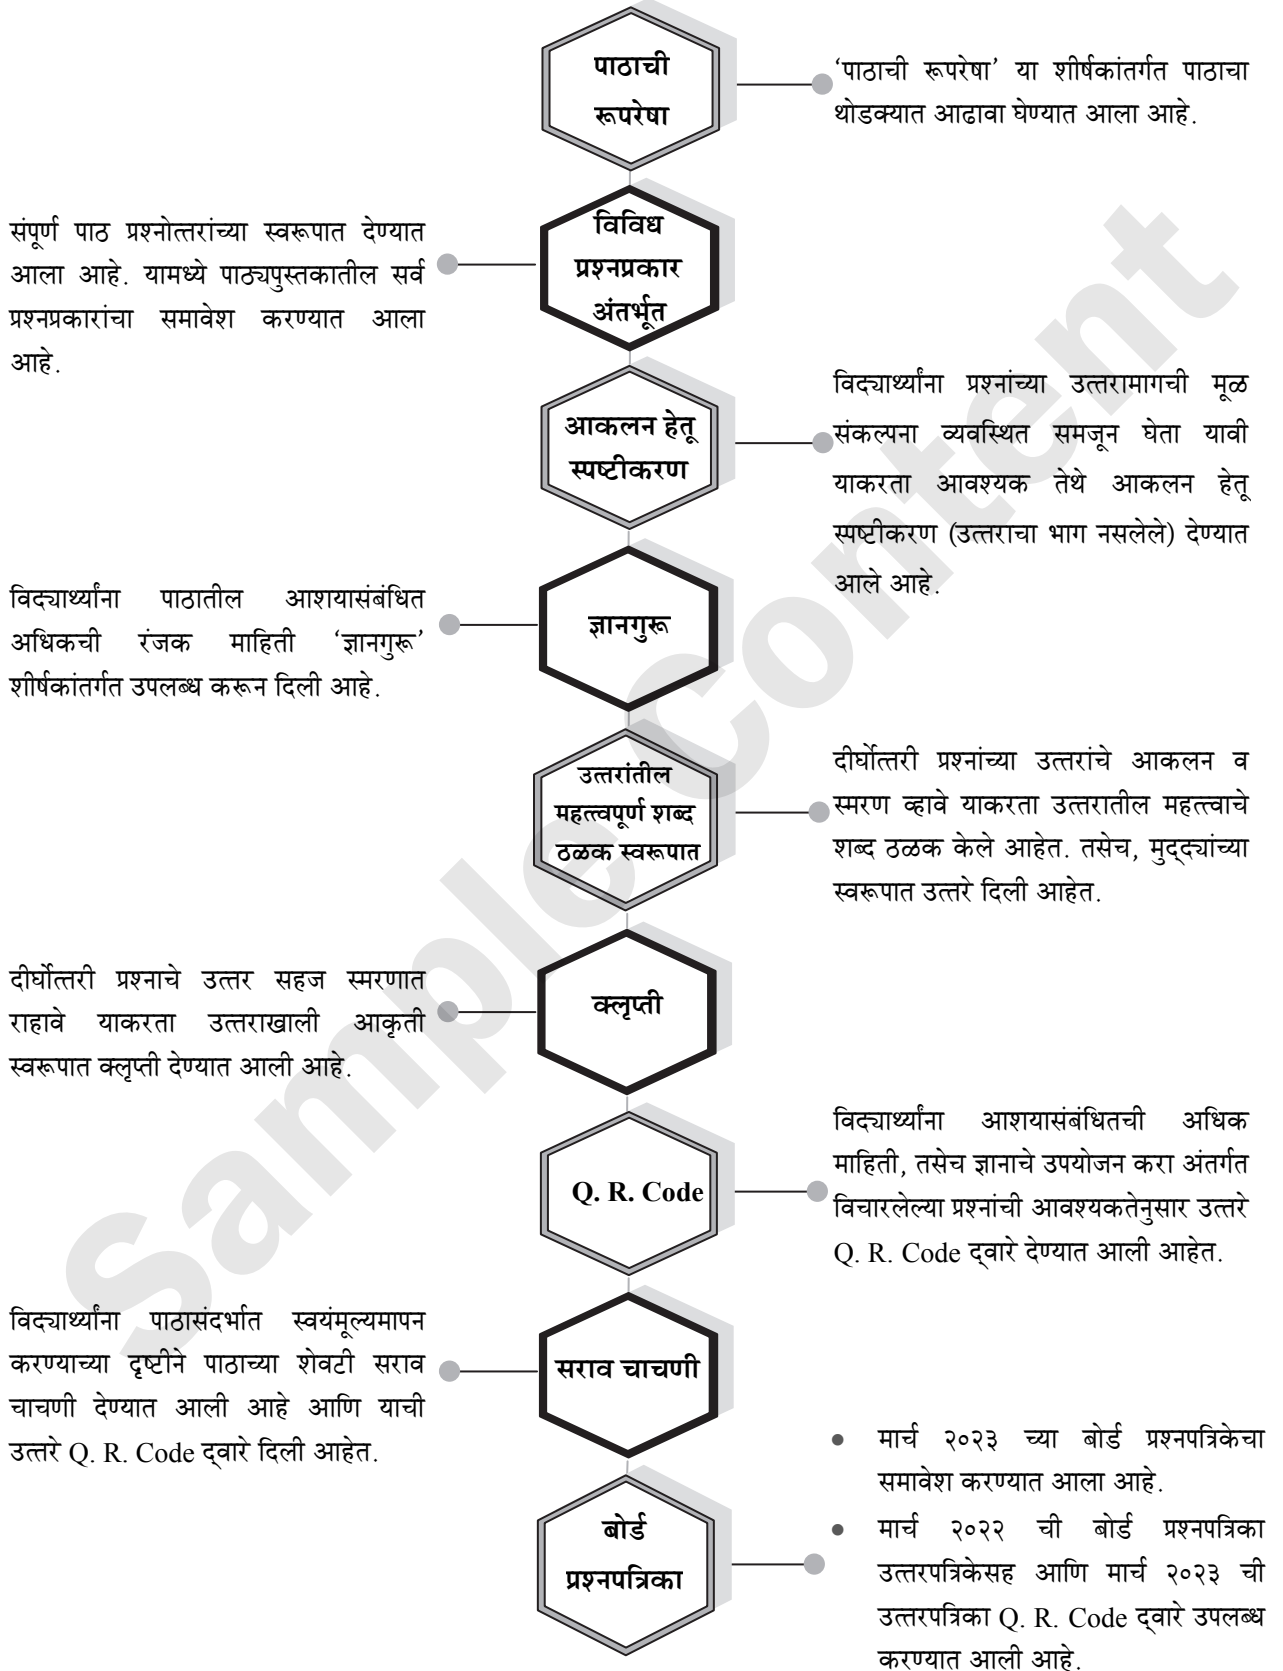 पाठाची
रूपरेषा
‘पाठाची रूपरेषा’ या शीर्षकांतर्गत पाठाचा
थोडक्यात आढावा घेण्यात आला आहे.
विविध
प्रश्नप्रकार
अंतर्भूत
संपूर्ण पाठ प्रश्नोत्तरांच्या स्वरूपात देण्यात
आला आहे. यामध्ये पाठ्यपुस्तकातील सर्व
प्रश्नप्रकारांचा समावेश करण्यात आला
आहे.
आकलन हेतू
स्पष्टीकरण
विद्यार्थ्यांना प्रश्नांच्या उत्तरामागची मूळ
संकल्पना व्यवस्थित समजून घेता यावी
याकरता आवश्यक तेथे आकलन हेतू
स्पष्टीकरण (उत्तराचा भाग नसलेले) देण्यात
आले आहे.
ज्ञानगुरू
विद्यार्थ्यांना पाठातील आशयासंबंधित
अधिकची रंजक माहिती ‘ज्ञानगुरू’
शीर्षकांतर्गत उपलब्ध करून दिली आहे.
उत्तरांतील
महत्त्वपूर्ण शब्द
ठळक स्वरूपात
दीर्घोत्तरी प्रश्नांच्या उत्तरांचे आकलन व
स्मरण व्हावे याकरता उत्तरातील महत्त्वाचे
शब्द ठळक केले आहेत. तसेच, मुद्द्यांच्या
स्वरूपात उत्तरे दिली आहेत.
क्लृप्ती
दीर्घोत्तरी प्रश्नाचे उत्तर सहज स्मरणात
राहावे याकरता उत्तराखाली आकृती
स्वरूपात क्लृप्ती देण्यात आली आहे.
Q. R. Code
विद्यार्थ्यांना आशयासंबंधितची अधिक
माहिती, तसेच ज्ञानाचे उपयोजन करा अंतर्गत
विचारलेल्या प्रश्नांची आवश्यकतेनुसार उत्तरे
Q. R. Code द्वारे देण्यात आली आहेत.
सराव चाचणी
विद्यार्थ्यांना पाठासंदर्भात स्वयंमूल्यमापन
करण्याच्या दृष्टीने पाठाच्या शेवटी सराव
चाचणी देण्यात आली आहे आणि याची
उत्तरे Q. R. Code द्वारे दिली आहेत.
बोर्ड
प्रश्नपत्रिका
• मार्च २०२३ च्या बोर्ड प्रश्नपत्रिकेचा
समावेश करण्यात आला आहे.
• मार्च २०२२ ची बोर्ड प्रश्नपत्रिका
उत्तरपत्रिकेसह आणि मार्च २०२३ ची
उत्तरपत्रिका Q. R. Code द्वारे उपलब्ध
करण्यात आली आहे.
Sample Content